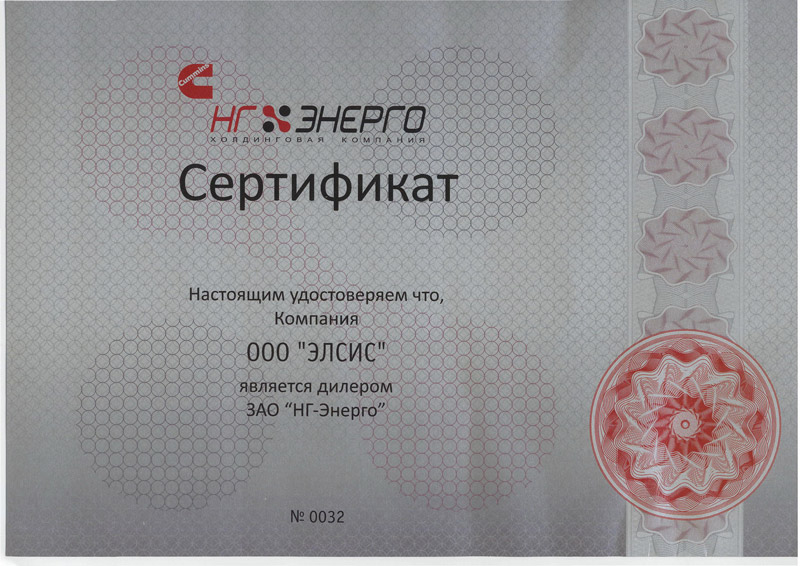 Cummins
НГ ЭНЕРГО
ХОЛДИНГОВАЯ КОМПАНИЯ
Сертификат
Настоящим удостоверяем что,
Компания
ООО "ЭЛСИС"
является дилером
ЗАО “НГ-Энерго”
№ 0032